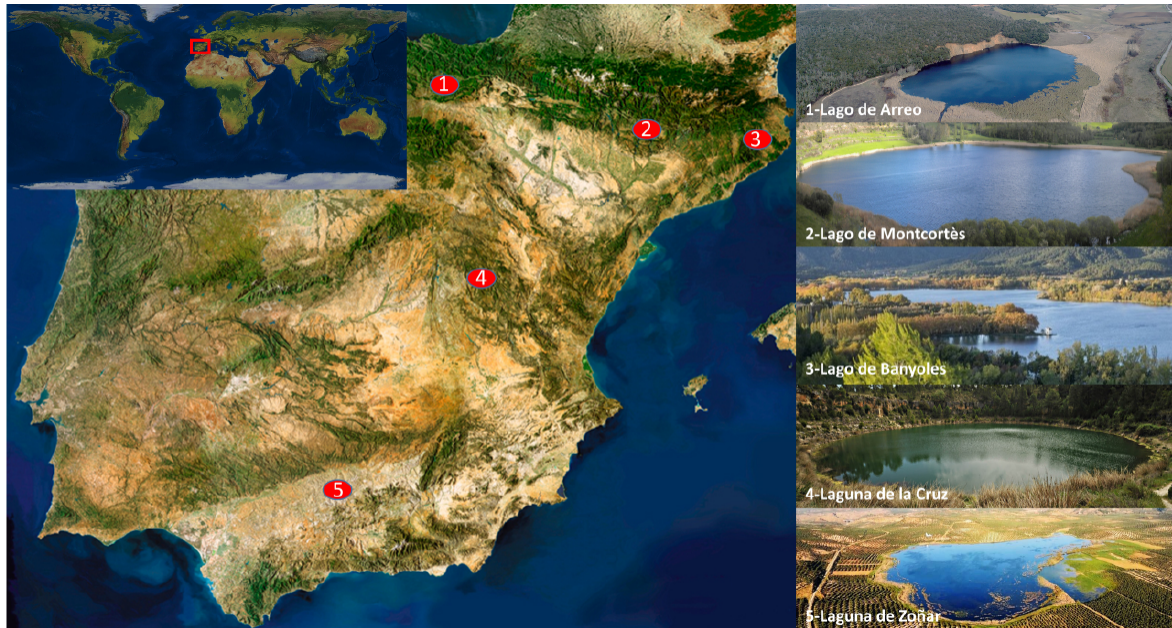 1
2
3
4
5
1-Lago de Arreo
2-Lago de Montcortès
3-Lago de Banyoles
4-Laguna de la Cruz
5-Laguna de Zoñar